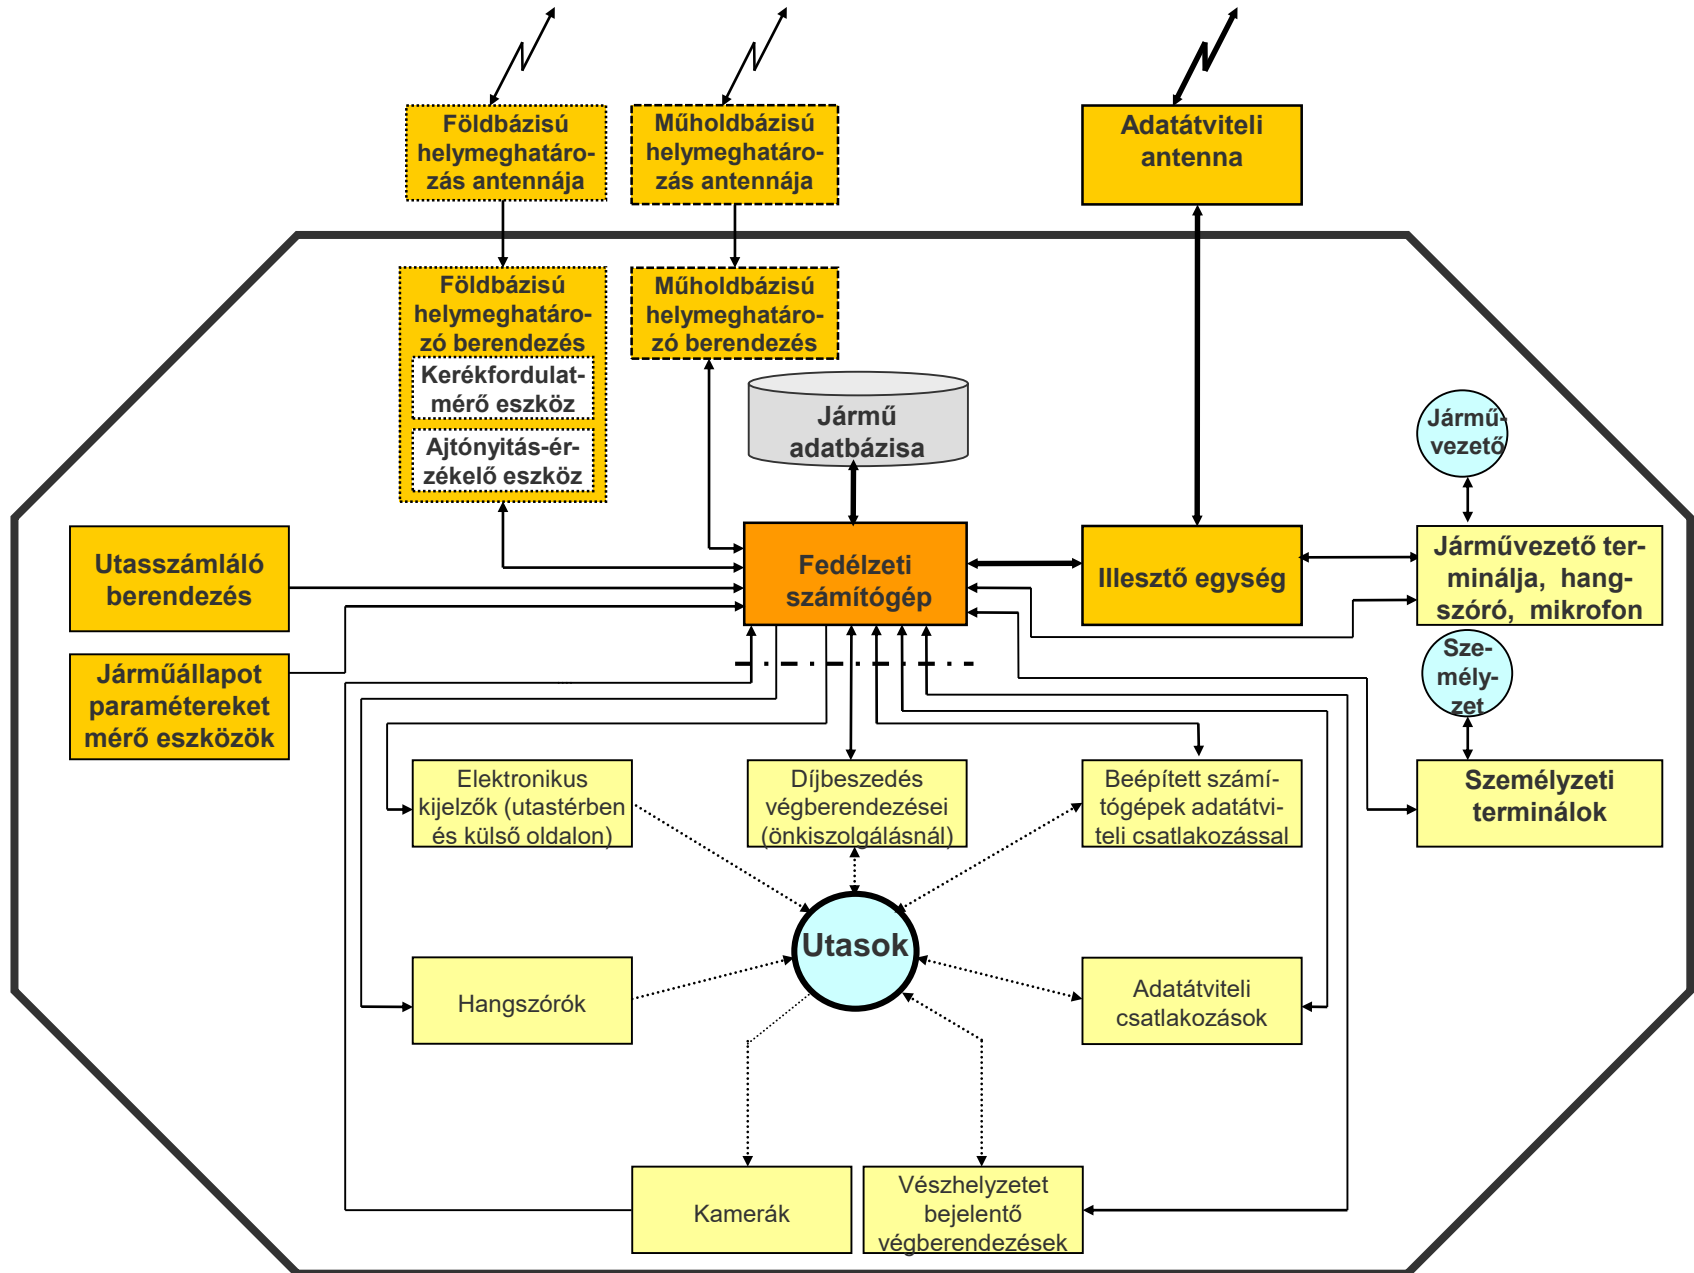 Földbázisú
helymeghatáro-
zás antennája
Műholdbázisú
helymeghatáro-
zás antennája
Adatátviteli
antenna
Földbázisú
helymeghatáro-
zó berendezés
Kerékfordulat-
mérő eszköz
Ajtónyitás-ér-
zékelő eszköz
Műholdbázisú
helymeghatáro-
zó berendezés
Jármű
adatbázisa
Jármű-
vezető
Utasszámláló
berendezés
Fedélzeti
számítógép
Illesztő egység
Járművezető ter-
minálja, hang-
szóró, mikrofon
Járműállapot
paramétereket
mérő eszközök
Sze-
mély-
zet
Elektronikus
kijelzők (utastérben
és külső oldalon)
Díjbeszedés
végberendezései
(önkiszolgálásnál)
Beépített számí-
tógépek adatátvi-
teli csatlakozással
Személyzeti
terminálok
Utasok
Hangszórók
Adatátviteli
csatlakozások
Kamerák
Vészhelyzetet
bejelentő
végberendezések